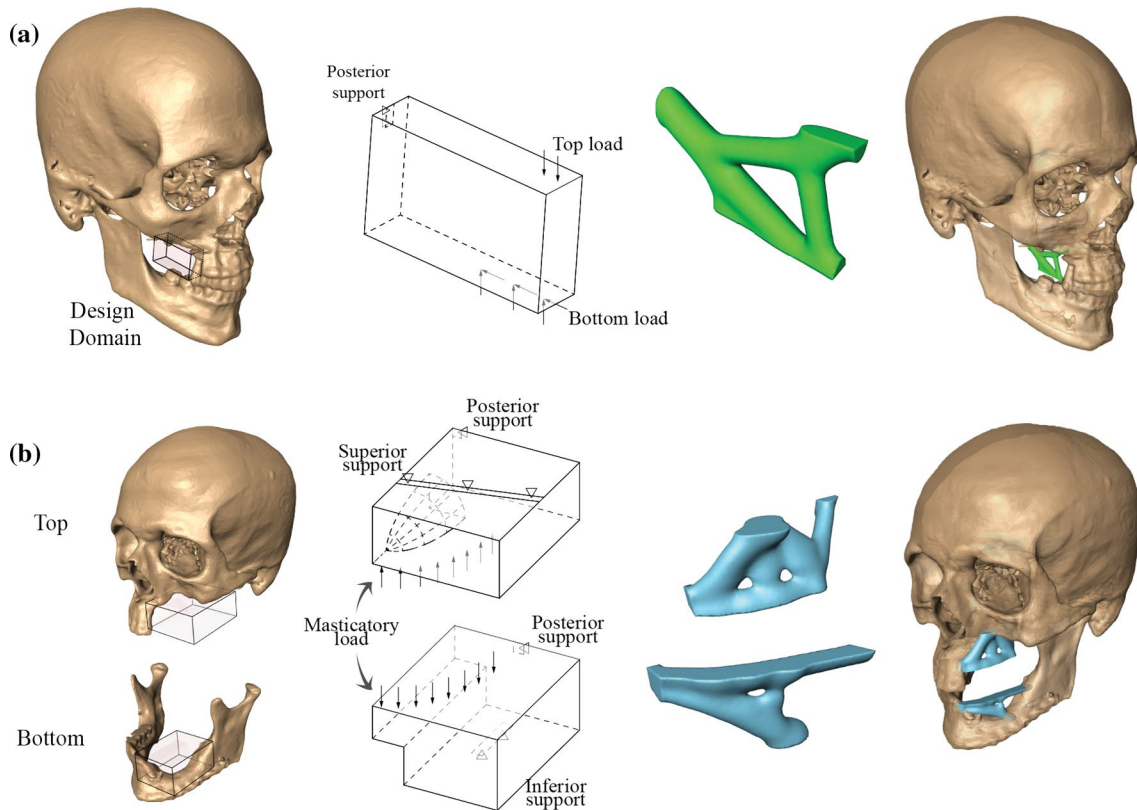 (a)
Posterior
support
Top load
Bottom load
Design
Domain
(b)
Posterior
support
Superior
support
Top
Masticatory
load
Posterior
support
Bottom
Inferior
support